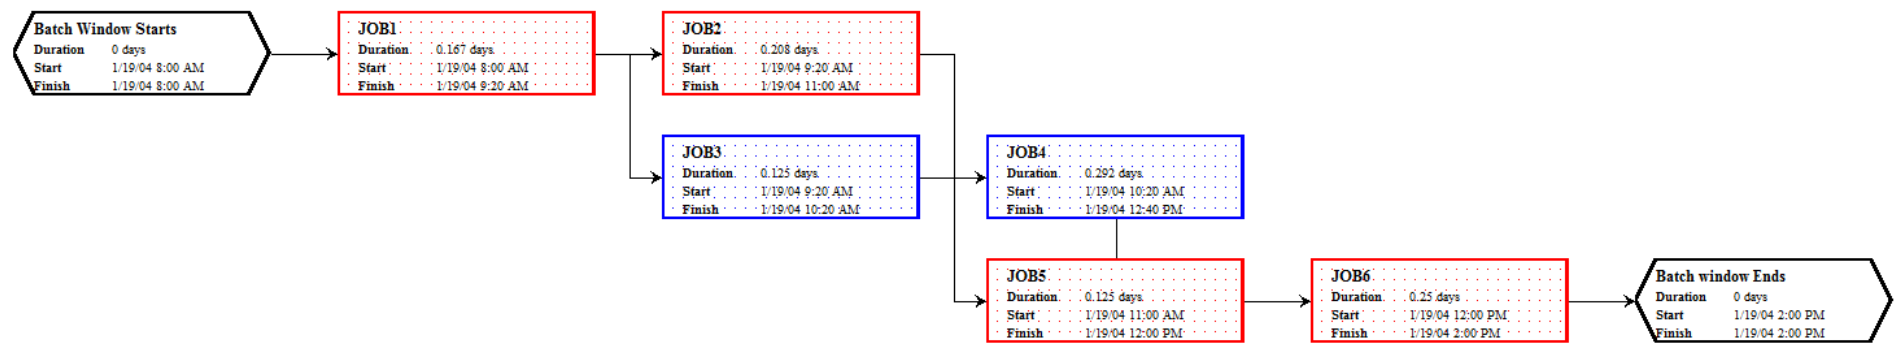 Batch Window Starts
Duration 0 days
Start 1/19/04 8:00 AM
Finish 1/19/04 8:00 AM
JOB1
Duration 0.167 days
Start 1/19/04 8:00 AM
Finish 1/19/04 9:20 AM
JOB2
Duration 0.208 days
Start 1/19/04 9:20 AM
Finish 1/19/04 11:00 AM
JOB3
Duration 0.125 days
Start 1/19/04 9:20 AM
Finish 1/19/04 10:20 AM
JOB4
Duration 0.292 days
Start 1/19/04 10:20 AM
Finish 1/19/04 12:40 PM
JOB5
Duration 0.125 days
Start 1/19/04 11:00 AM
Finish 1/19/04 12:00 PM
JOB6
Duration 0.25 days
Start 1/19/04 12:00 PM
Finish 1/19/04 2:00 PM
Batch window Ends
Duration 0 days
Start 1/19/04 2:00 PM
Finish 1/19/04 2:00 PM